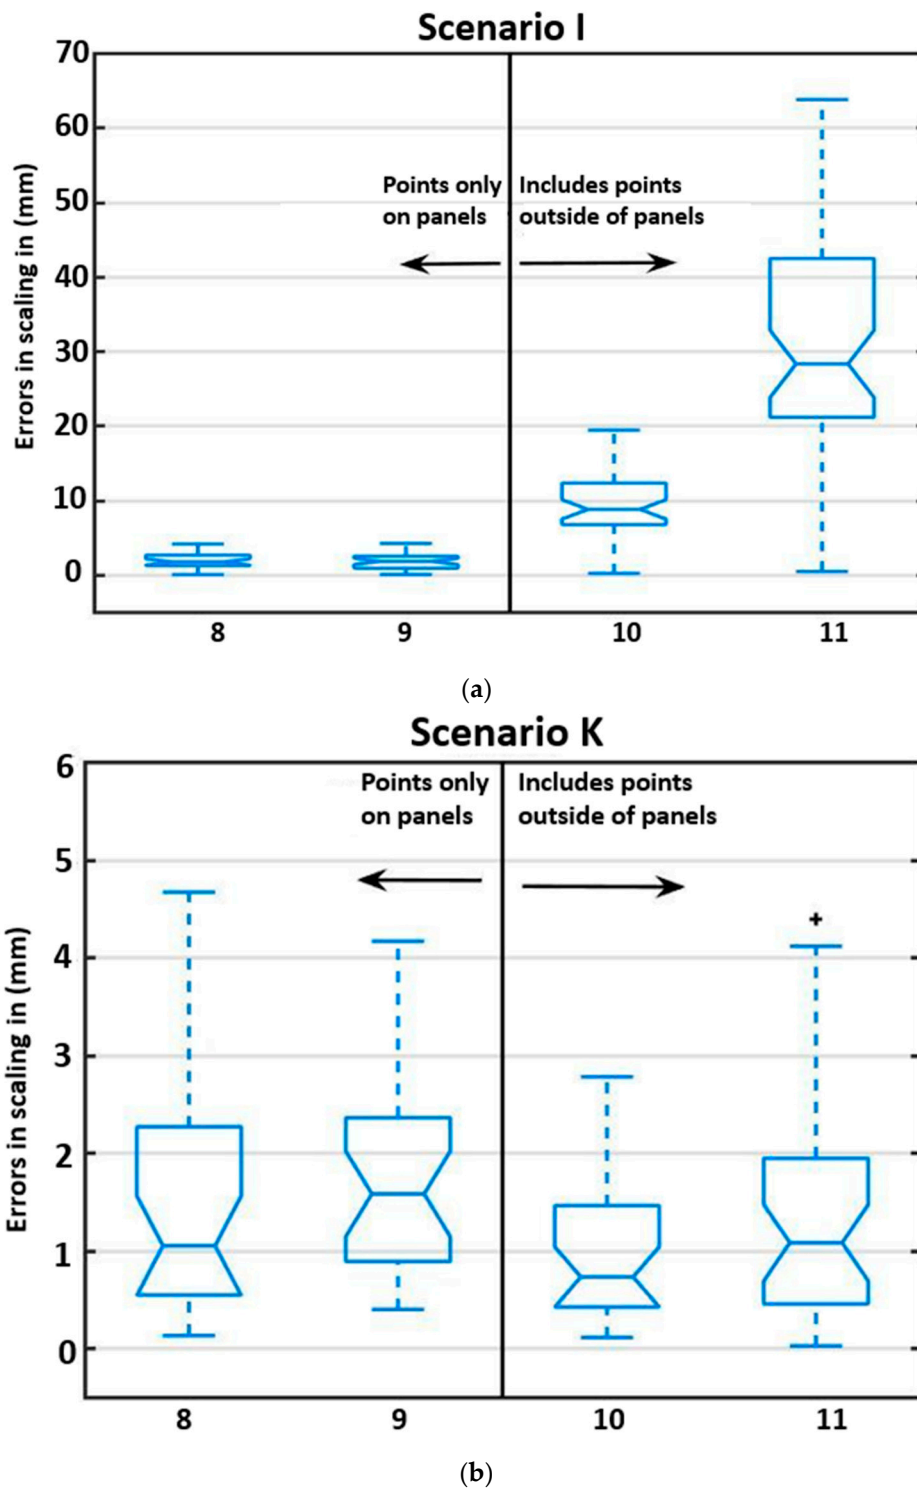 Scenario I
70
60
50
40
30
20
10
0
Errors in scaling in (mm)
Points only
on panels
Includes points
outside of panels
8 9 10 11
(a)
Scenario K
6
5
4
3
2
1
0
Errors in scaling in (mm)
Points only
on panels
Includes points
outside of panels
8 9 10 11
(b)